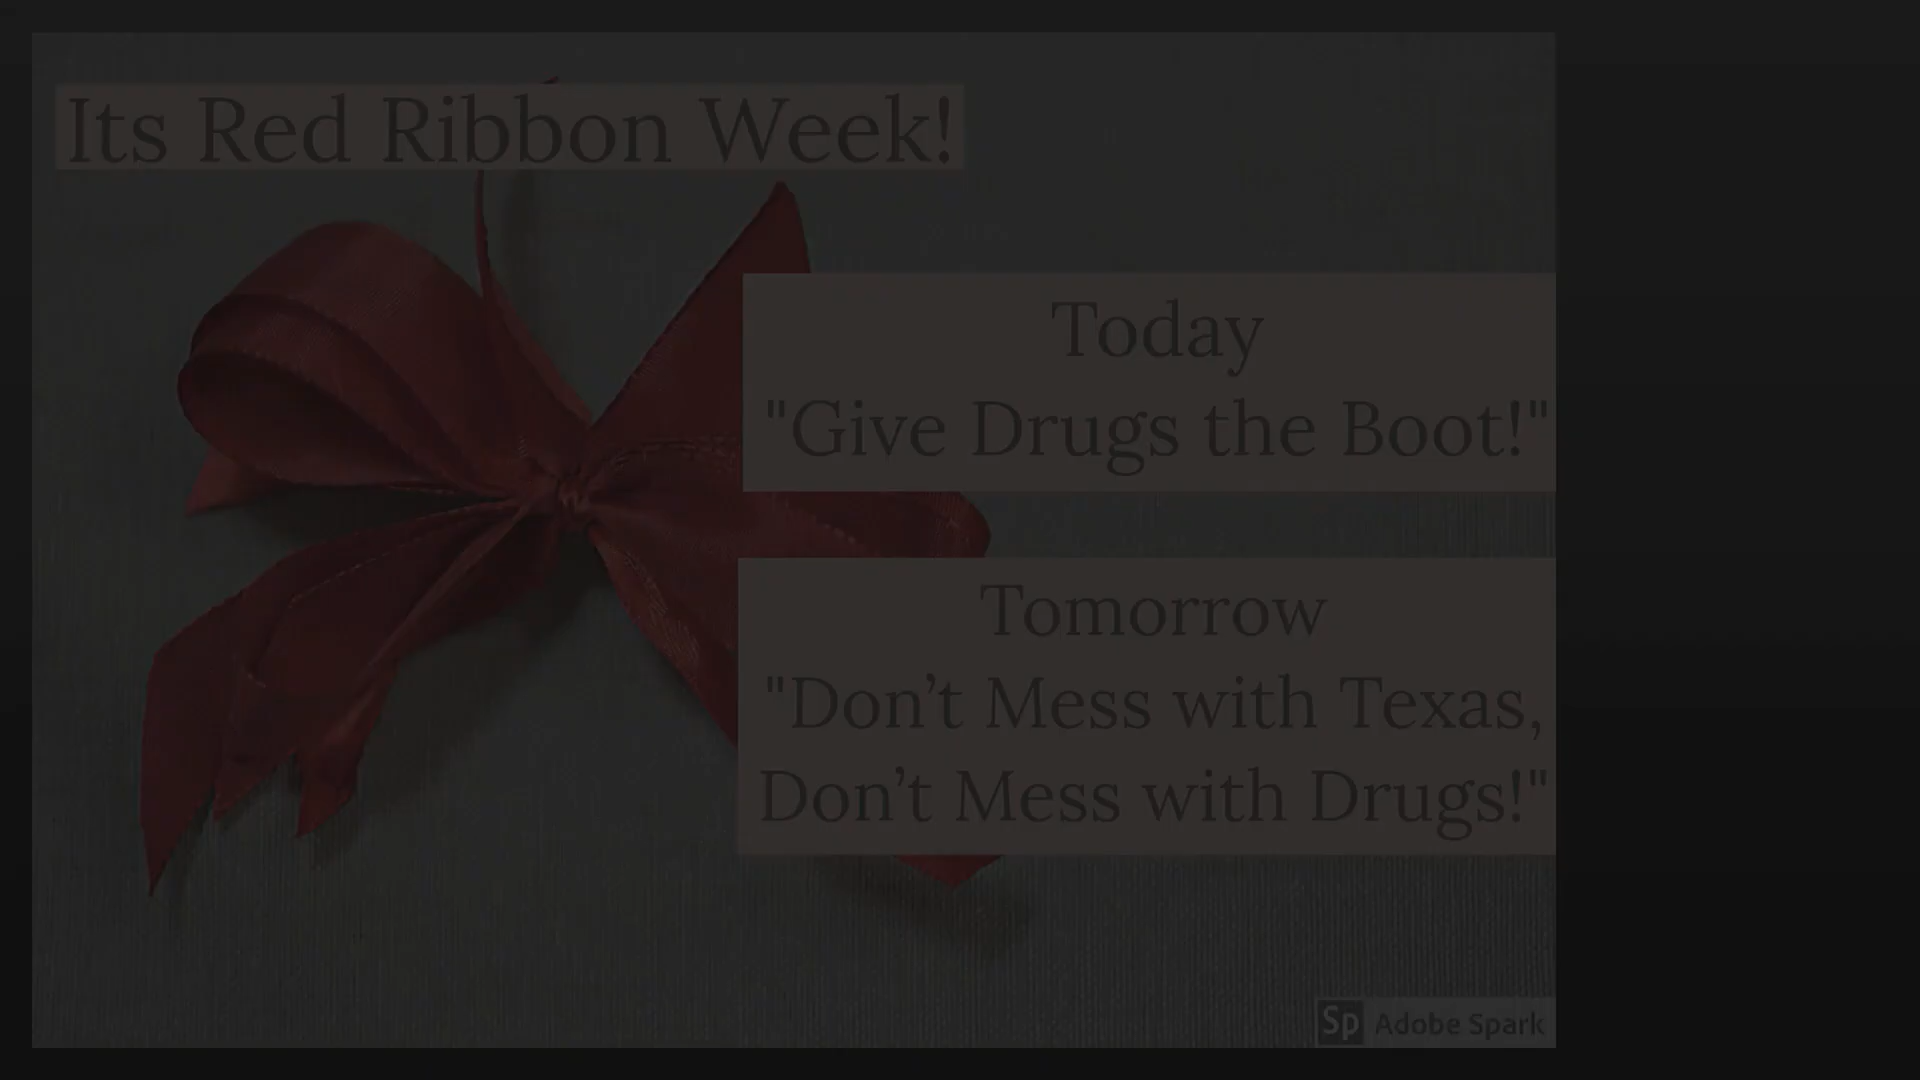 Its Red Ribbon Week!
Today
"Give Drugs the Boot!"
Tomorrow
"Don’t Mess with Texas,
Don’t Mess with Drugs!"
Sp Adobe Spark